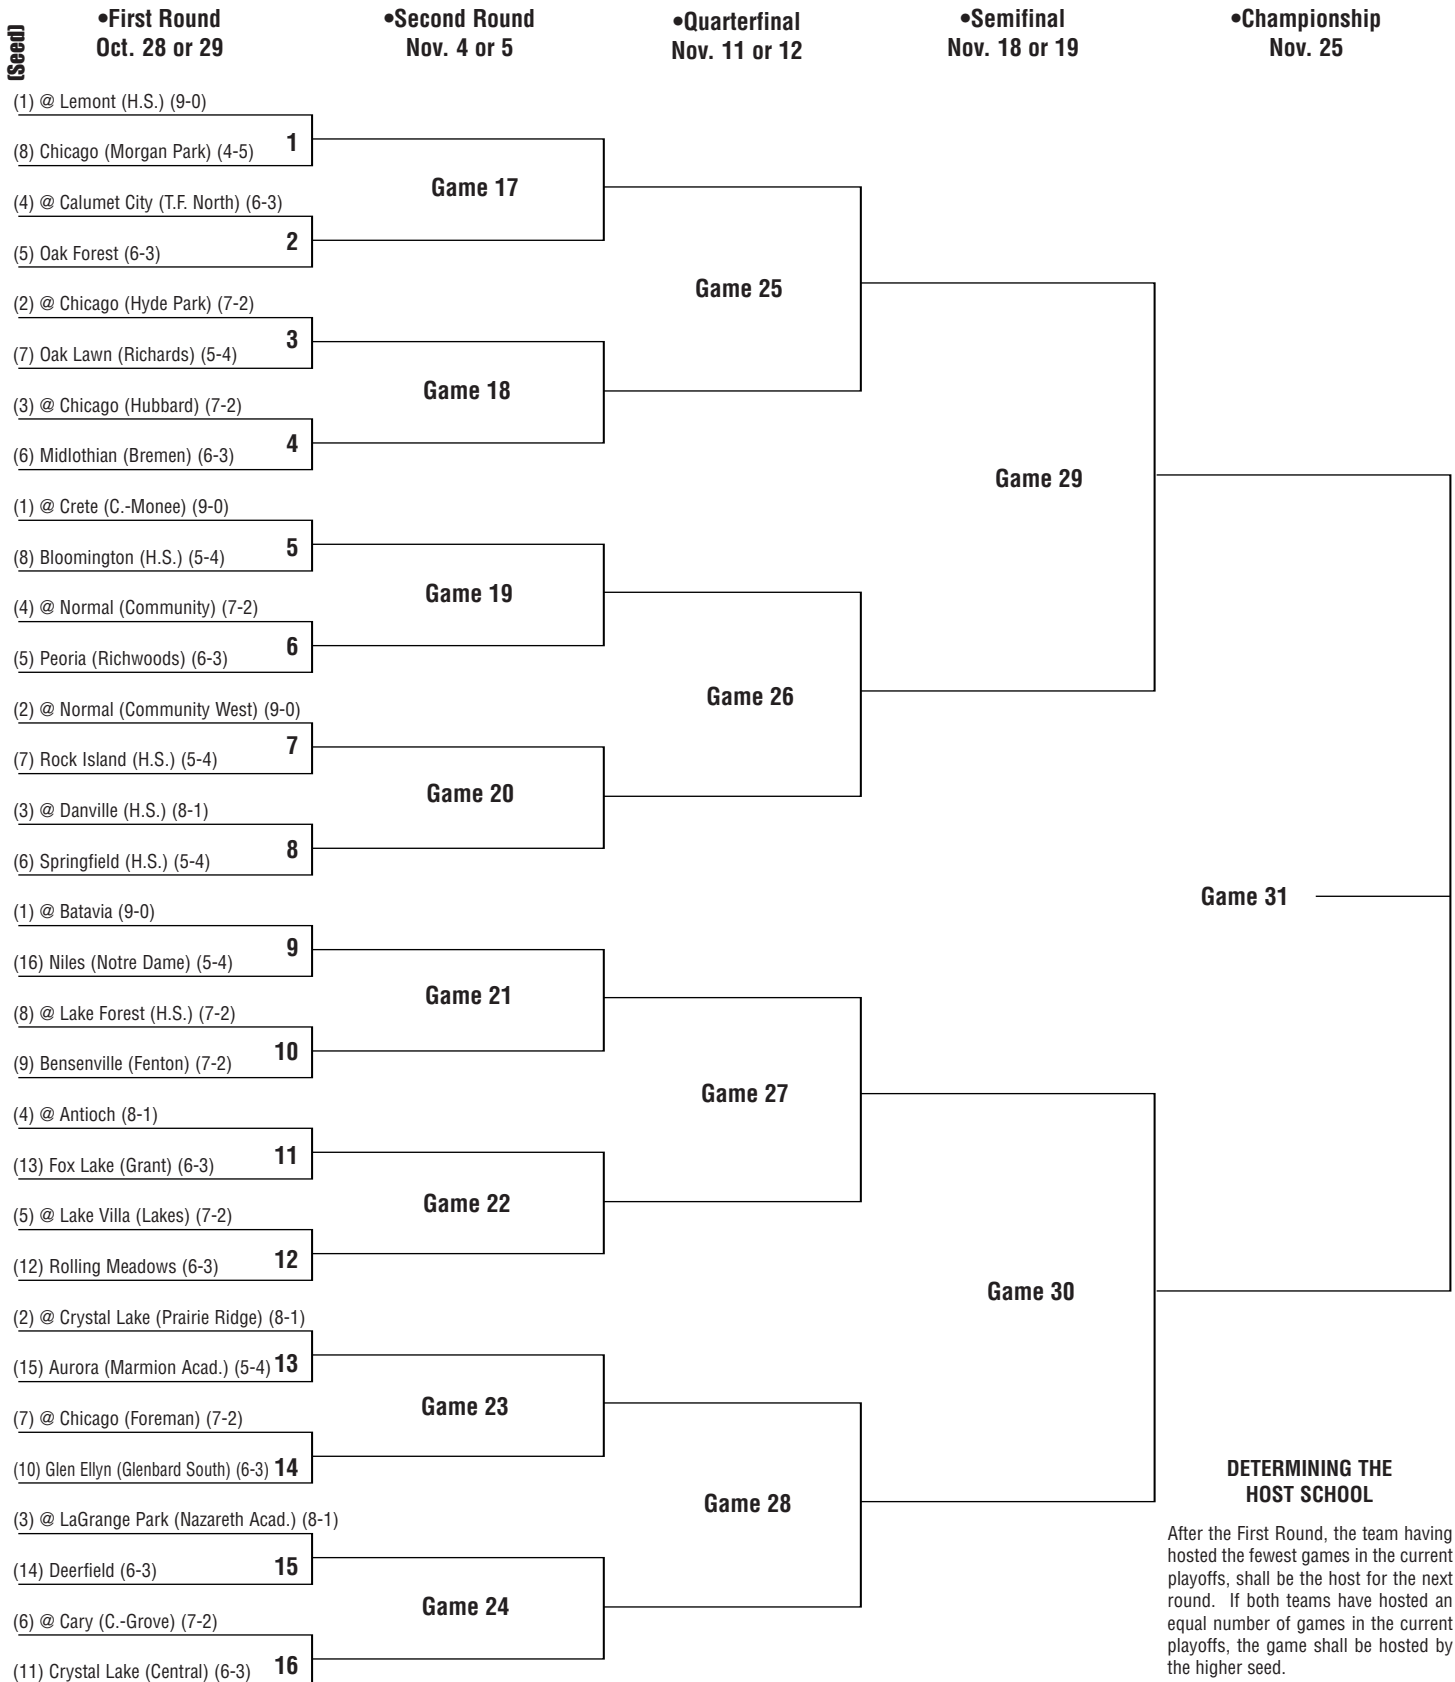 (Seed)
•First Round
Oct. 28 or 29
•Second Round
Nov. 4 or 5
•Quarterfinal
Nov. 11 or 12
•Semifinal
Nov. 18 or 19
•Championship
Nov. 25
(1) @ Lemont (H.S.) (9-0)
1
(8) Chicago (Morgan Park) (4-5)
(4) @ Calumet City (T.F. North) (6-3)
2
(5) Oak Forest (6-3)
(2) @ Chicago (Hyde Park) (7-2)
3
(7) Oak Lawn (Richards) (5-4)
(3) @ Chicago (Hubbard) (7-2)
4
(6) Midlothian (Bremen) (6-3)
(1) @ Crete (C.-Monee) (9-0)
5
(8) Bloomington (H.S.) (5-4)
(4) @ Normal (Community) (7-2)
6
(5) Peoria (Richwoods) (6-3)
(2) @ Normal (Community West) (9-0)
7
(7) Rock Island (H.S.) (5-4)
(3) @ Danville (H.S.) (8-1)
8
(6) Springfield (H.S.) (5-4)
(1) @ Batavia (9-0)
9
(16) Niles (Notre Dame) (5-4)
(8) @ Lake Forest (H.S.) (7-2)
10
(9) Bensenville (Fenton) (7-2)
(4) @ Antioch (8-1)
11
(13) Fox Lake (Grant) (6-3)
(5) @ Lake Villa (Lakes) (7-2)
12
(12) Rolling Meadows (6-3)
(2) @ Crystal Lake (Prairie Ridge) (8-1)
(15) Aurora (Marmion Acad.) (5-4) 13
(7) @ Chicago (Foreman) (7-2)
(10) Glen Ellyn (Glenbard South) (6-3) 14
(3) @ LaGrange Park (Nazareth Acad.) (8-1)
15
(14) Deerfield (6-3)
(6) @ Cary (C.-Grove) (7-2)
16
(11) Crystal Lake (Central) (6-3)
Game 17
Game 18
Game 19
Game 20
Game 21
Game 22
Game 23
Game 24
Game 25
Game 26
Game 27
Game 28
Game 29
Game 30
Game 31
DETERMINING THE
HOST SCHOOL
After the First Round, the team having
hosted the fewest games in the current
playoffs, shall be the host for the next
round. If both teams have hosted an
equal number of games in the current
playoffs, the game shall be hosted by
the higher seed.